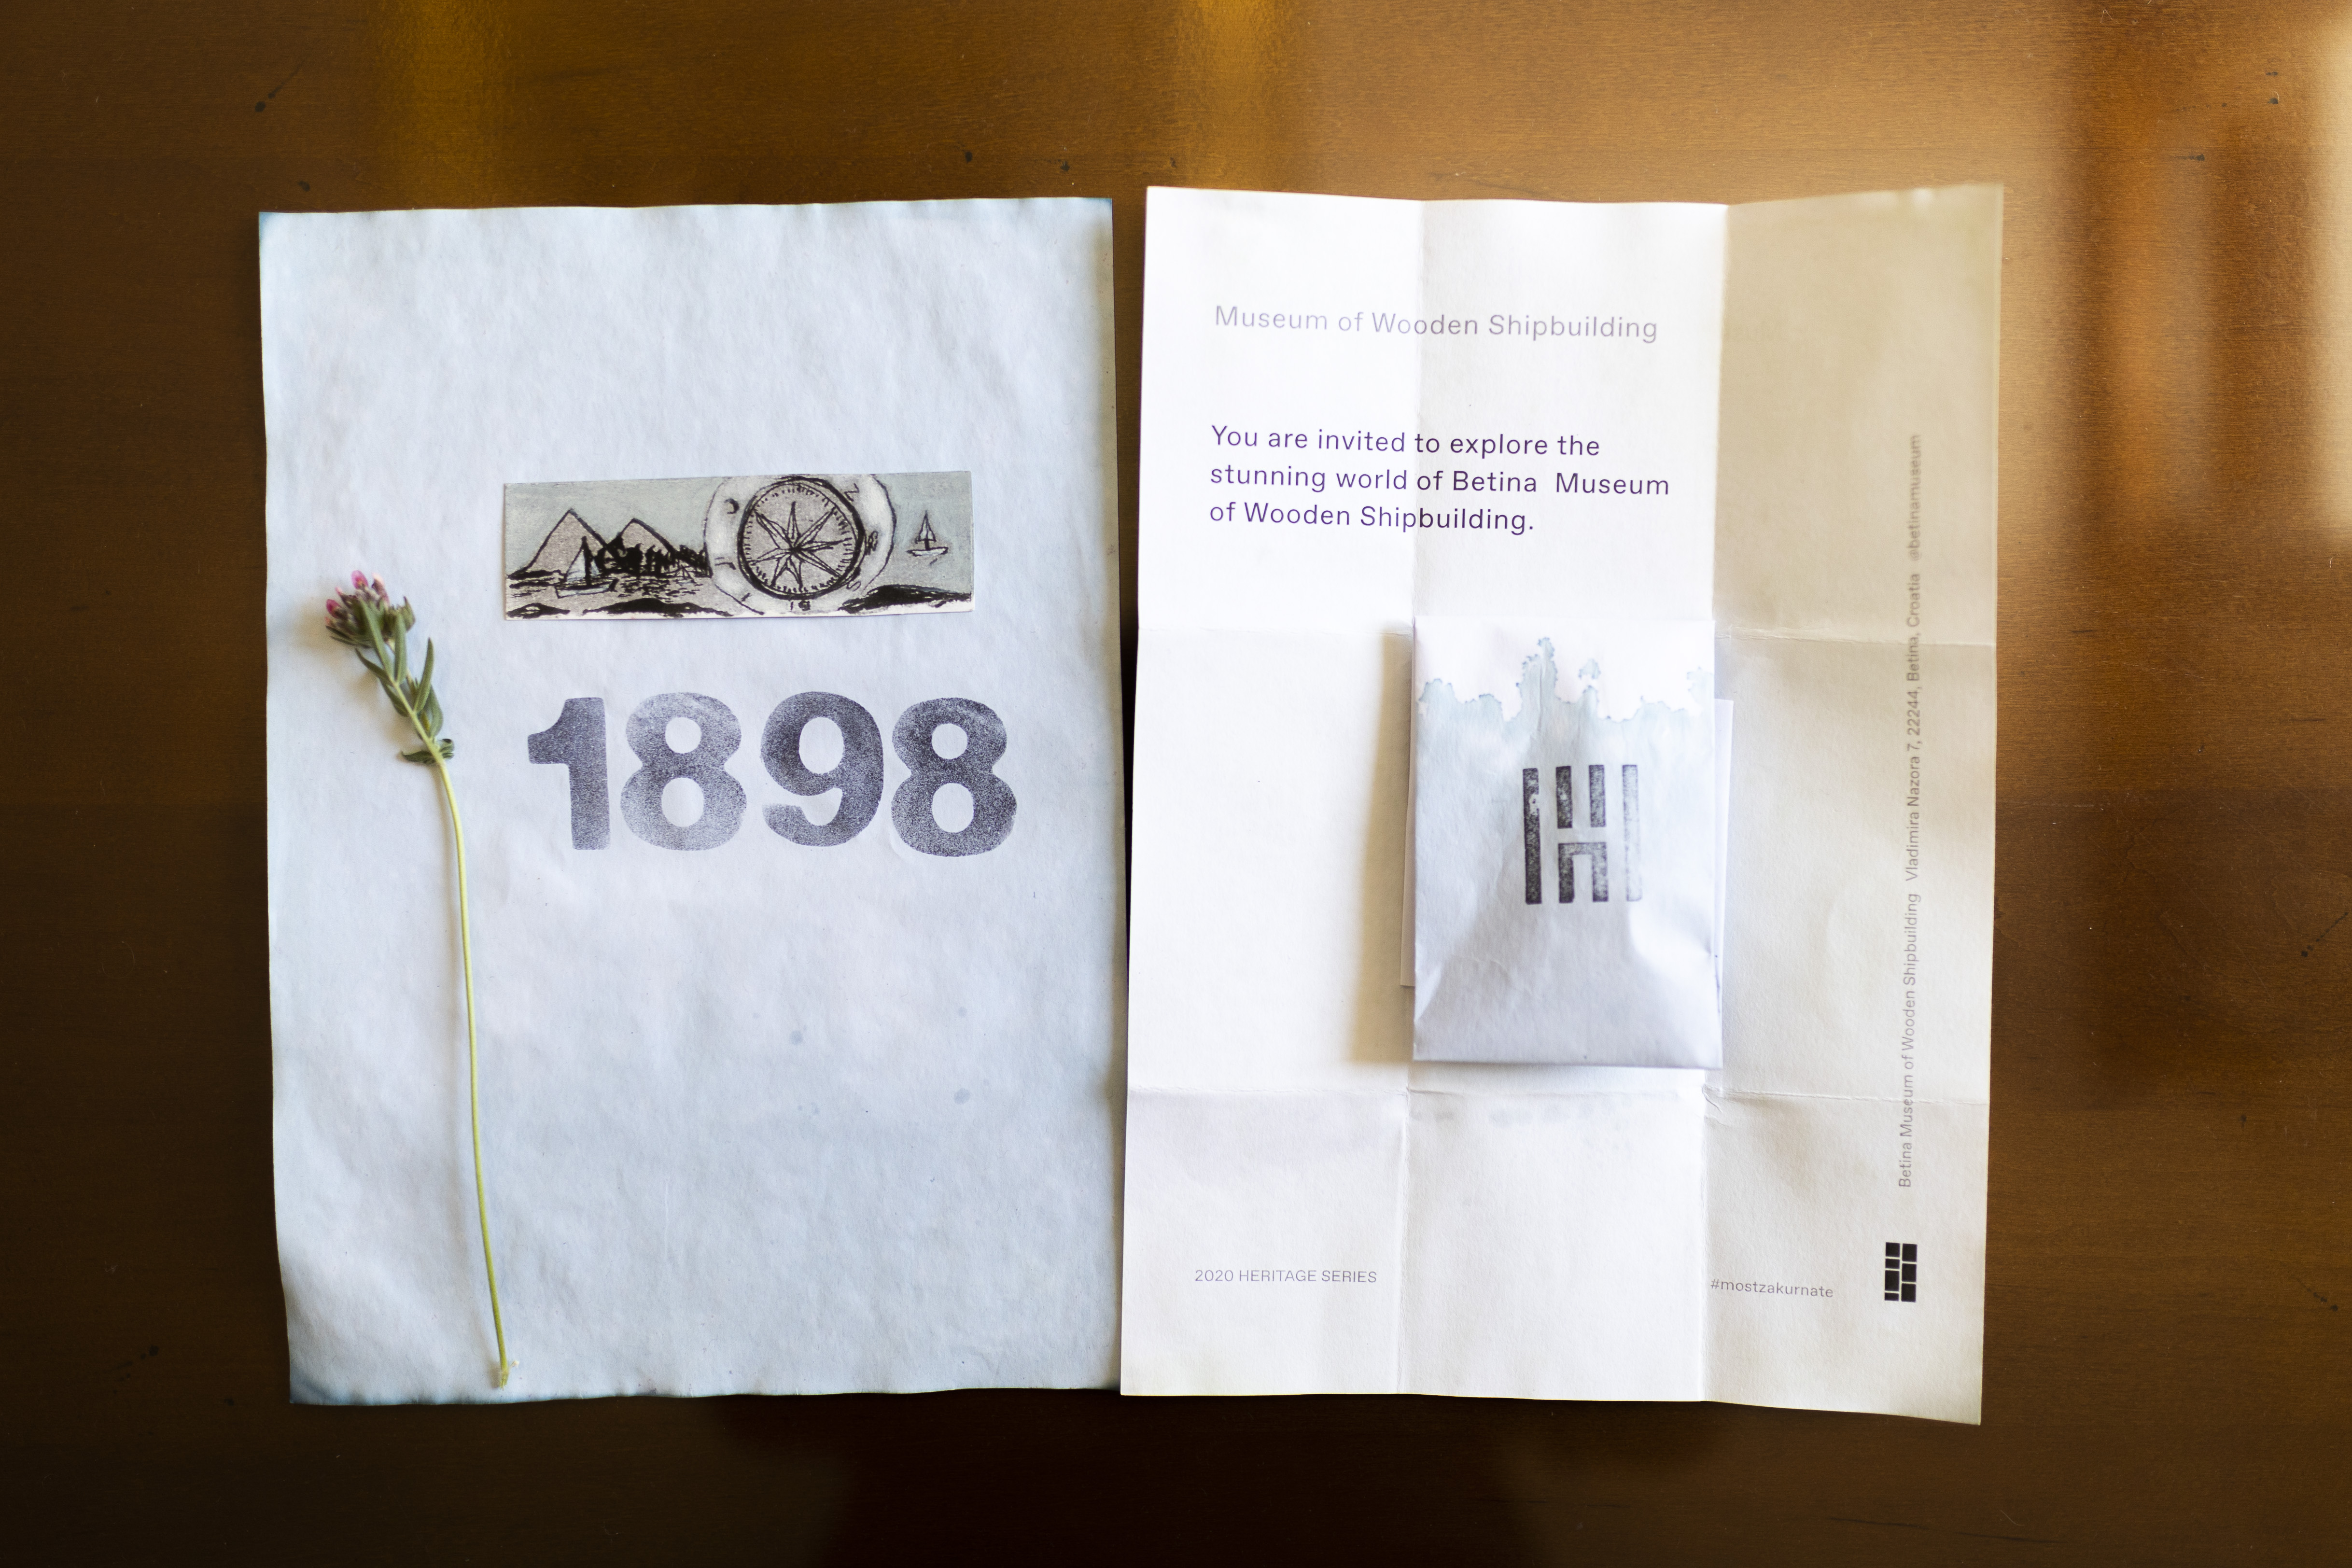 1898
Museum of Wooden Shipbuilding
You are invited to explore the
stunning world of Betina  Museum
of Wooden Shipbuilding.
2020 HERITAGE SERIES
#mostzakurnate
Betina Museum of Wooden Shipbuilding   Vladimira Nazora 7, 22244, Betina, Croatia   @betinamuseum